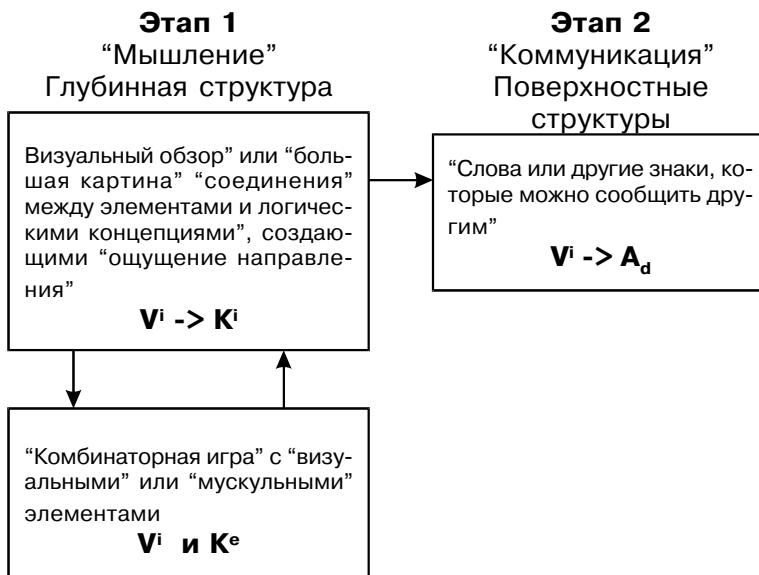 Этап 1
“Мышление”
Глубинная структура
Визуальный обзор” или “боль-
шая картина” “соединения”
между элементами и логичес-
кими концепциями”, создаю-
щими “ощущение направле-
ния”
Vⁱ -> Kⁱ
“Комбинаторная игра” с “визу-
альными” или “мускульными”
элементами
Vⁱ и Kᵉ
Этап 2
“Коммуникация”
Поверхностные
структуры
“Слова или другие знаки, ко-
торые можно сообщить дру-
гим”
Vⁱ -> A_d